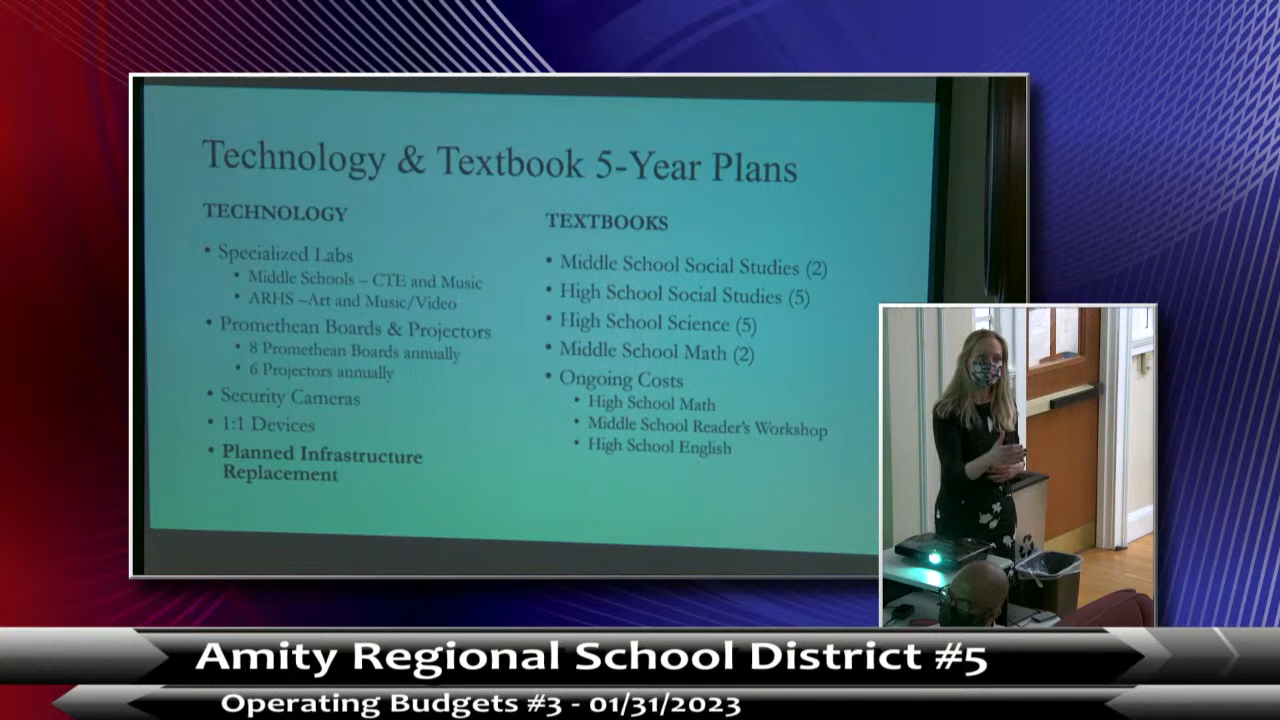 Technology & Textbook 5-Year Plans
TECHNOLOGY
• Specialized Labs
• Middle Schools – CTE and Music
• ARHS –Art and Music/Video
• Promethean Boards & Projectors
• 8 Promethean Boards annually
• 6 Projectors annually
• Security Cameras
• 1:1 Devices
• Planned Infrastructure
Replacement
TEXTBOOKS
• Middle School Social Studies (2)
• High School Social Studies (5)
• High School Science (5)
• Middle School Math (2)
• Ongoing Costs
• High School Math
• Middle School Reader's Workshop
• High School English
Amity Regional School District #5
Operating Budgets #3 - 01/31/2023